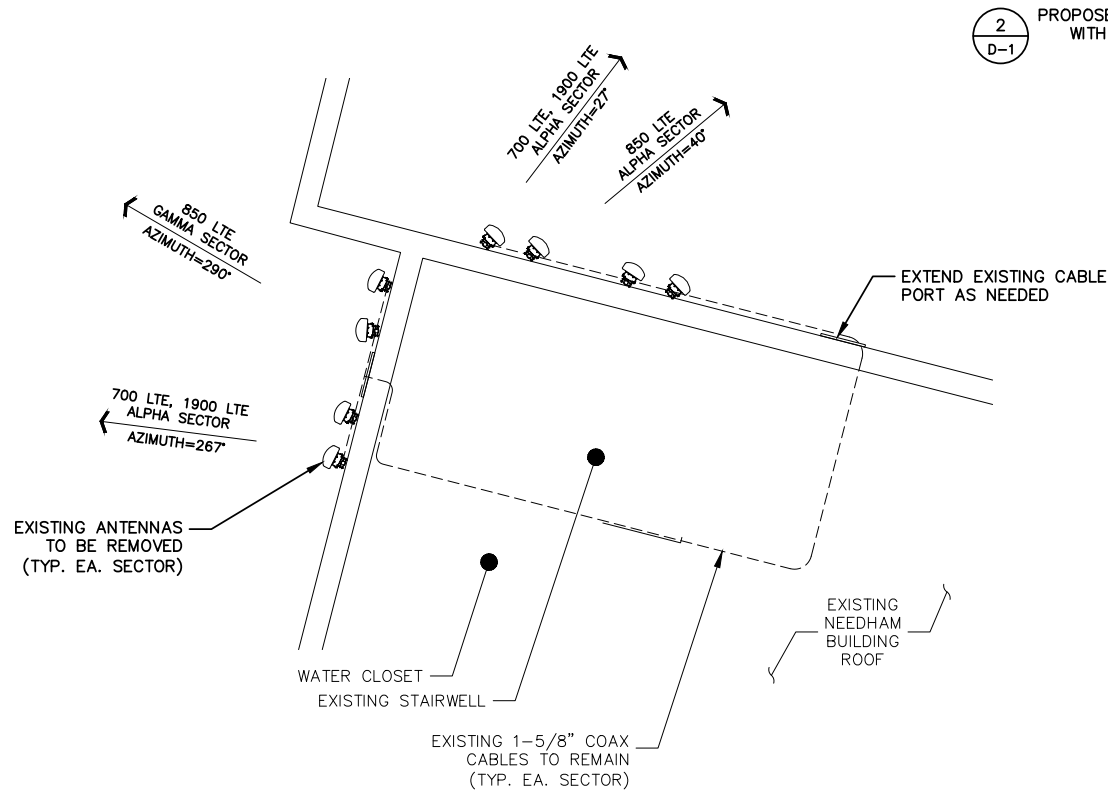 2
D-1
PROPOSE
WITH
700 LTE, 1900 LTE
ALPHA SECTOR
AZIMUTH=27°
850 LTE
ALPHA SECTOR
AZIMUTH=40°
850 LTE
GAMMA SECTOR
AZIMUTH=290°
EXTEND EXISTING CABLE
PORT AS NEEDED
700 LTE, 1900 LTE
ALPHA SECTOR
AZIMUTH=267°
EXISTING ANTENNAS
TO BE REMOVED
(TYP. EA. SECTOR)
EXISTING
NEEDHAM
BUILDING
ROOF
WATER CLOSET
EXISTING STAIRWELL
EXISTING 1-5/8" COAX
CABLES TO REMAIN
(TYP. EA. SECTOR)